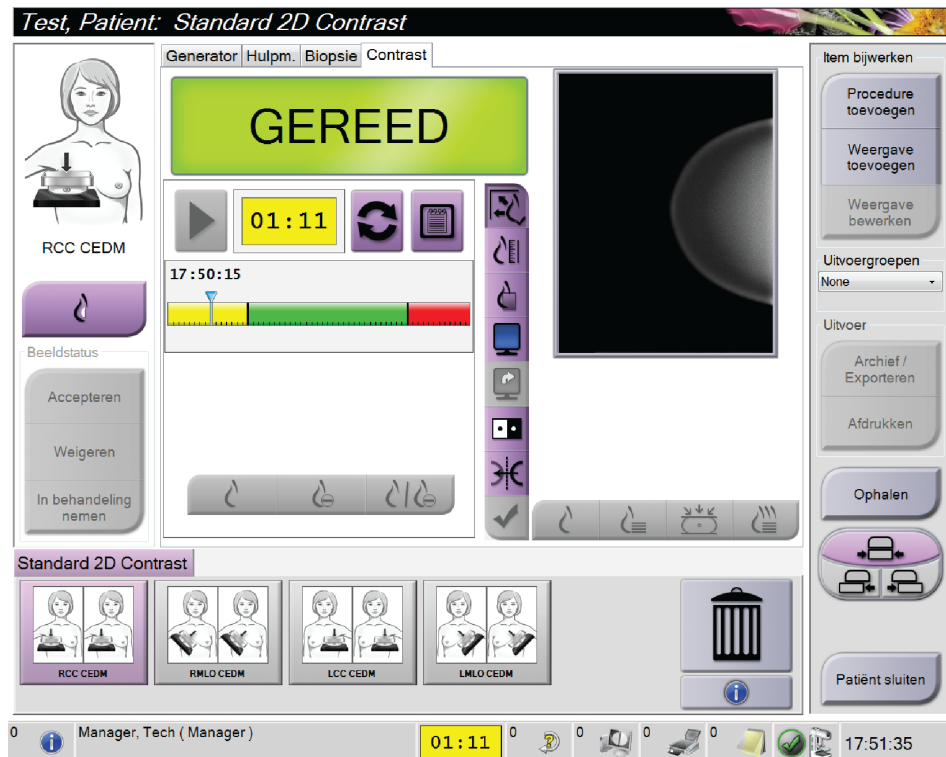 Test, Patient: Standard 2D Contrast
Generator
Hulpm.
Biopsie
Contrast
RCC CEDM
Beeldstatus
Accepteren
Weigeren
In behandeling
nemen
GEREED
01:11
17:50:15
Item bijwerken
Procedure
toevoegen
Weergave
toevoegen
Weergave
bewerken
Uitvoergroepen
None
Uitvoer
Archief /
Exporteren
Afdrukken
Ophalen
Patiënt sluiten
Standard 2D Contrast
RCC CEDM
RMLO CEDM
LCC CEDM
LMLO CEDM
0
Manager, Tech ( Manager )
01:11
0
0
0
0
17:51:35